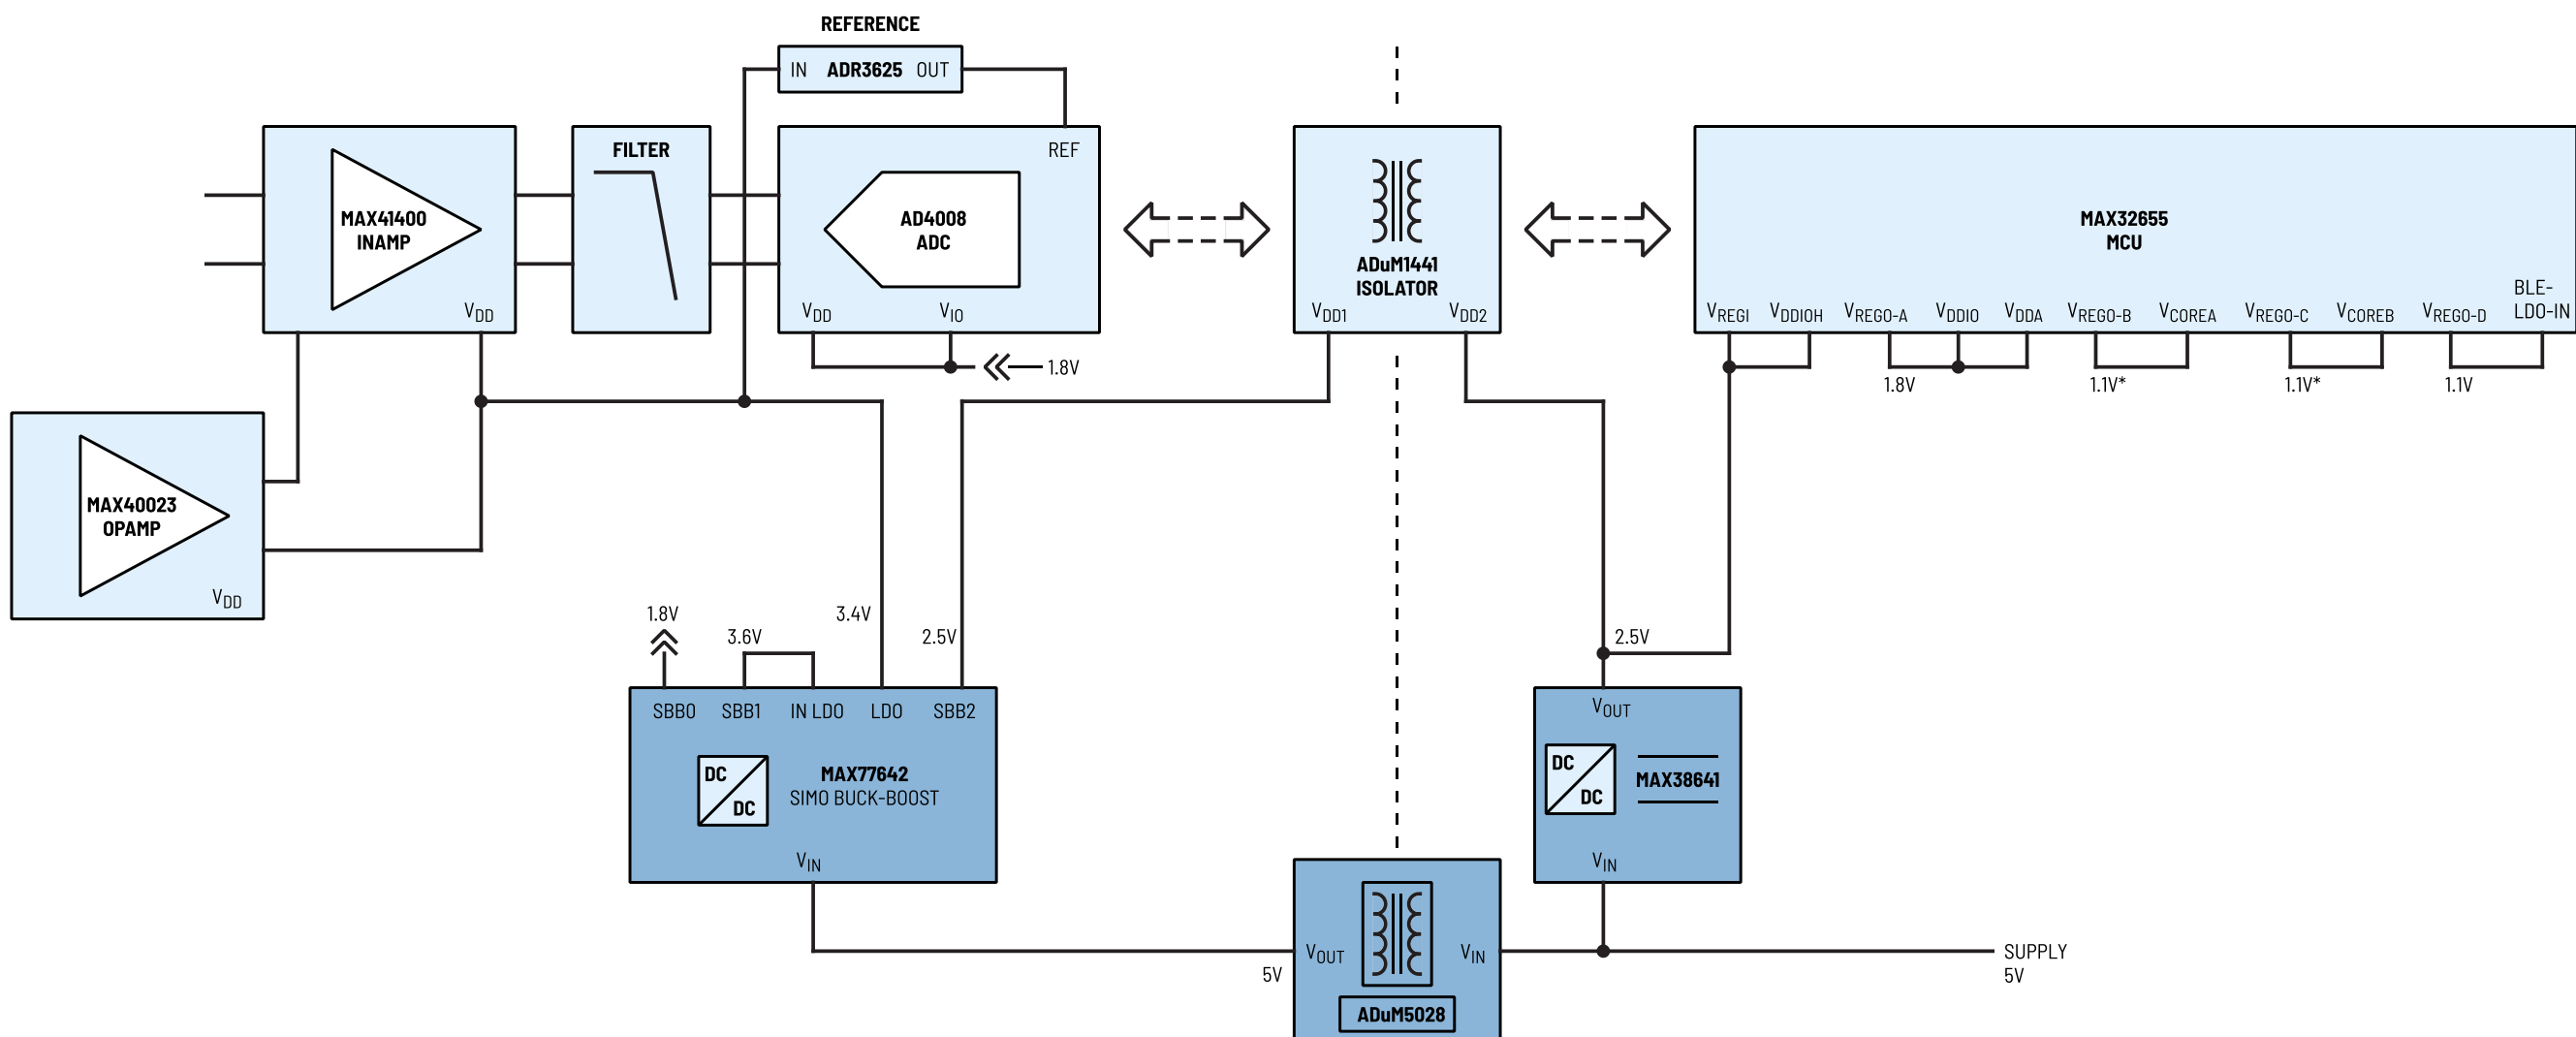 REFERENCE
IN ADR3625 OUT
FILTER
REF
MAX41400
INAMP
VDD
AD4008
ADC
VDD
VIO
1.8V
ADuM1441
ISOLATOR
VDD1
VDD2
MAX32655
MCU
VREGI
VDDIOH
VREGO-A
VDDIO
VDDA
VREGO-B
VCOREA
VREGO-C
VCOREB
VREGO-D
BLE-
LDO-IN
1.8V
1.1V*
1.1V*
1.1V
MAX40023
OPAMP
VDD
1.8V
3.6V
3.4V
2.5V
2.5V
SBB0
SBB1
IN LDO
LDO
SBB2
DC
DC
MAX77642
SIMO BUCK-BOOST
VIN
VOUT
DC
DC
MAX38641
VIN
5V
VOUT
VIN
ADuM5028
SUPPLY
5V